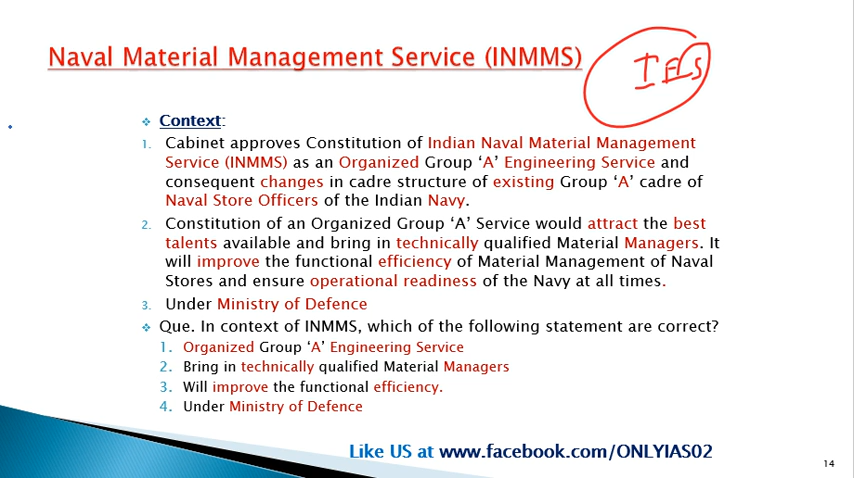 Naval Material Management Service (INMMS)
IES
Context:
1. Cabinet approves Constitution of Indian Naval Material Management
Service (INMMS) as an Organized Group ‘A’ Engineering Service and
consequent changes in cadre structure of existing Group ‘A’ cadre of
Naval Store Officers of the Indian Navy.
2. Constitution of an Organized Group ‘A’ Service would attract the best
talents available and bring in technically qualified Material Managers. It
will improve the functional efficiency of Material Management of Naval
Stores and ensure operational readiness of the Navy at all times.
3. Under Ministry of Defence
Que. In context of INMMS, which of the following statement are correct?
1. Organized Group ‘A’ Engineering Service
2. Bring in technically qualified Material Managers
3. Will improve the functional efficiency.
4. Under Ministry of Defence
Like US at www.facebook.com/ONLYIAS02
14